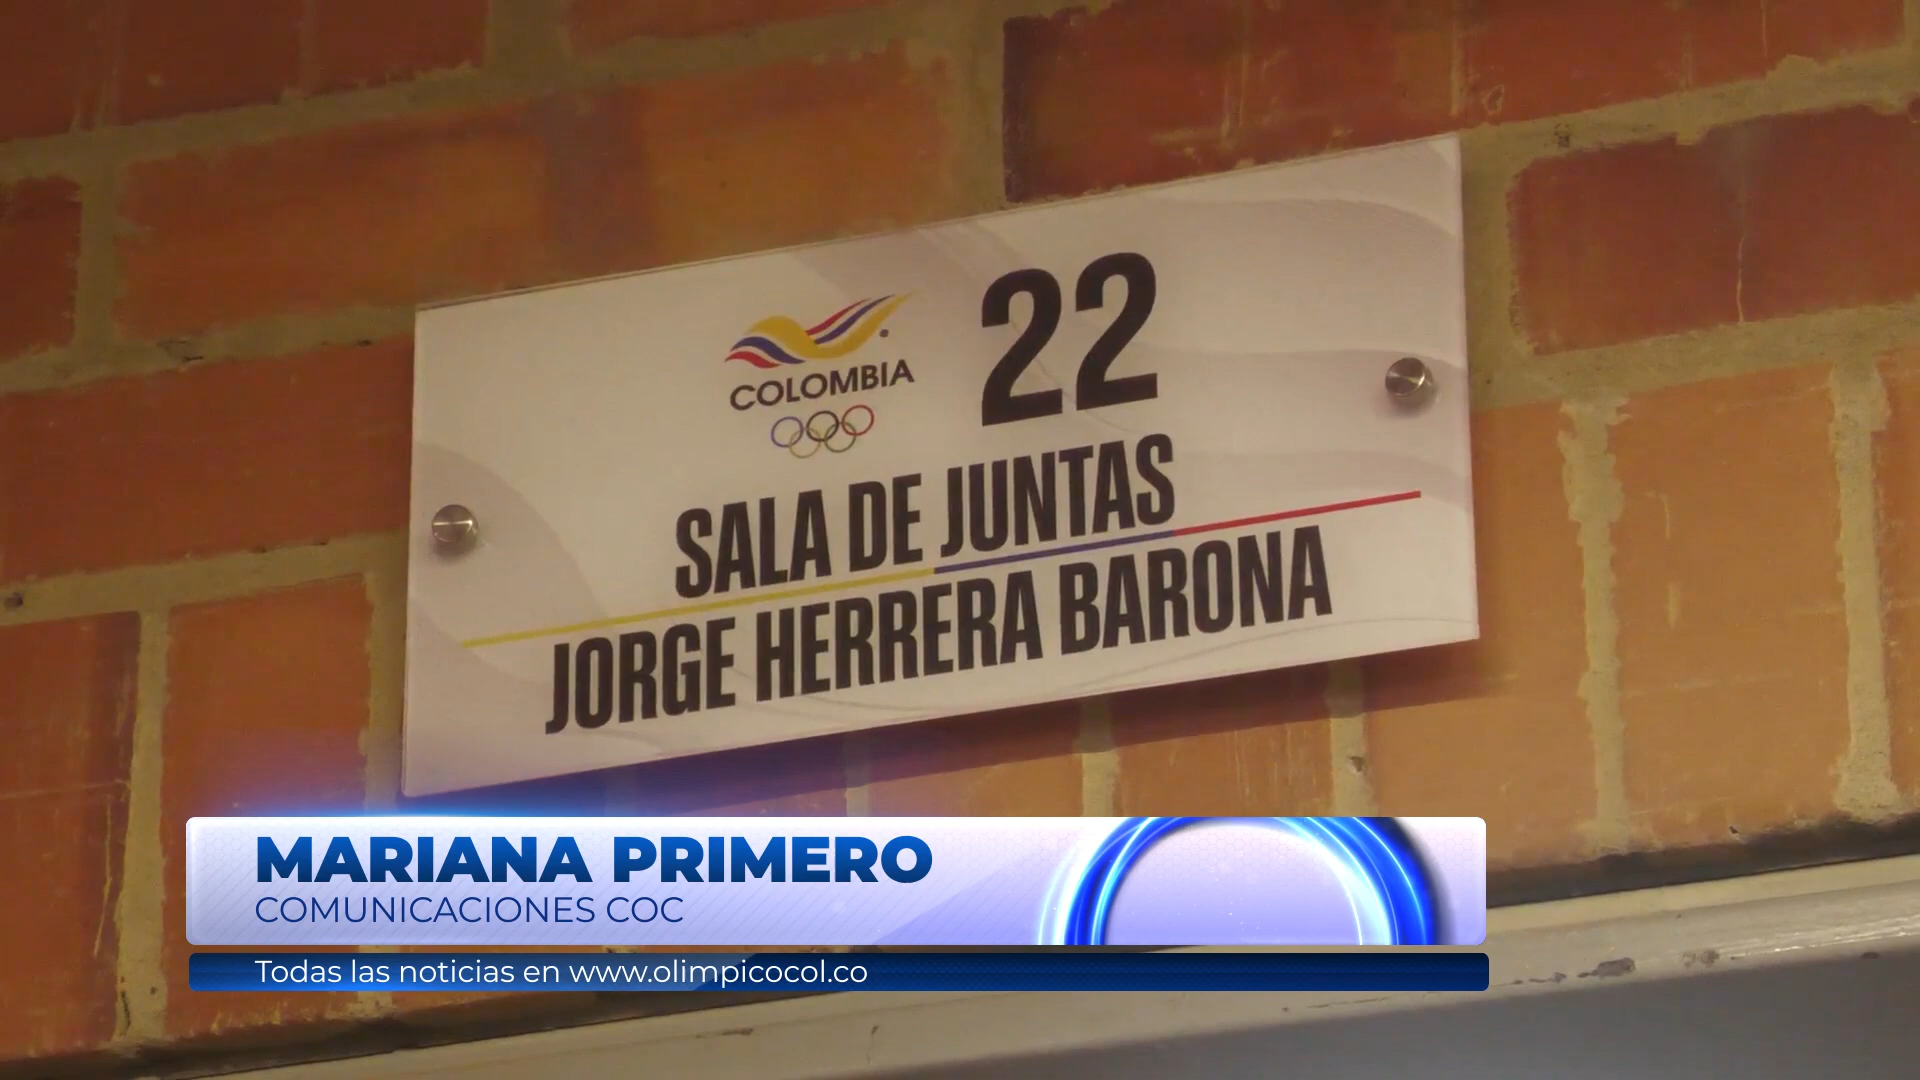 COLOMBIA
22
SALA DE JUNTAS
JORGE HERRERA BARONA
MARIANA PRIMERO
COMUNICACIONES COC
Todas las noticias en www.olimpicocol.co